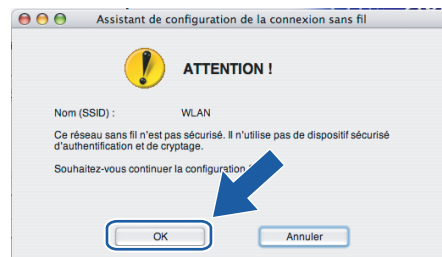 Assistant de configuration de la connexion sans fil
ATTENTION !
Nom (SSID) : WLAN
Ce réseau sans fil n'est pas sécurisé. Il n'utilise pas de dispositif sécurisé
d'authentification et de cryptage.
Souhaitez-vous continuer la configuration
OK Annuler